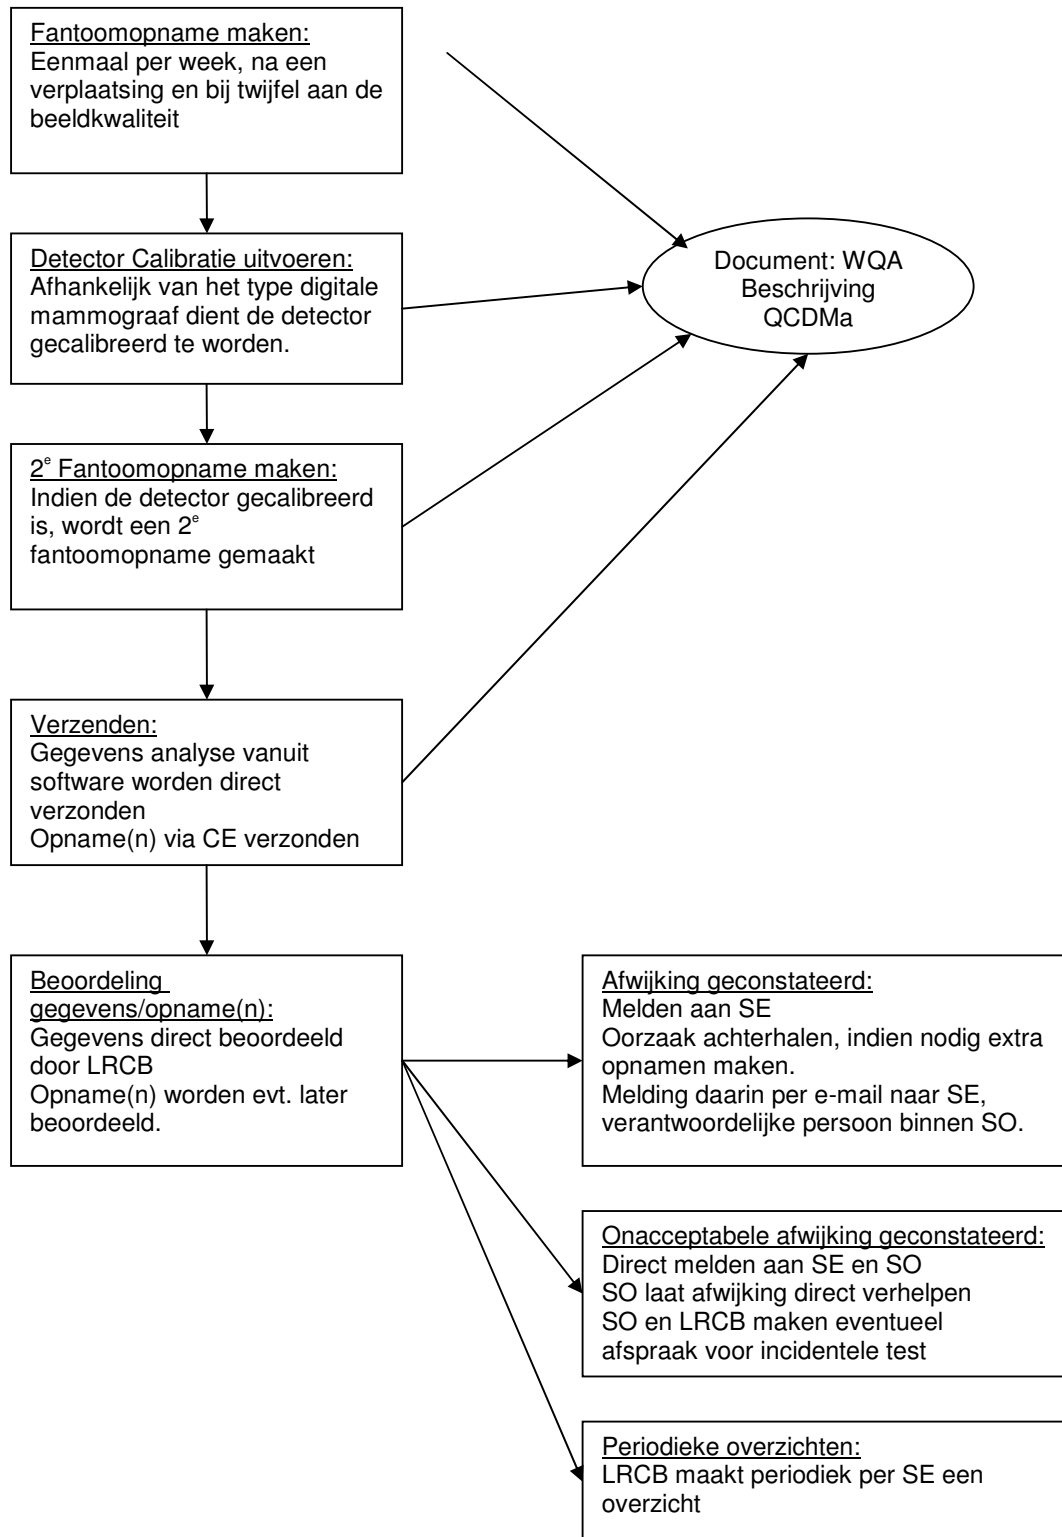 Fantoomopname maken:
Eenmaal per week, na een
verplaatsing en bij twijfel aan de
beeldkwaliteit
Detector Calibratie uitvoeren:
Afhankelijk van het type digitale
mammograaf dient de detector
gecalibreerd te worden.
Document: WQA
Beschrijving
QCDMa
2e Fantoomopname maken:
Indien de detector gecalibreerd
is, wordt een 2e
fantoomopname gemaakt
Verzenden:
Gegevens analyse vanuit
software worden direct
verzonden
Opname(n) via CE verzonden
Beoordeling
gegevens/opname(n):
Gegevens direct beoordeeld
door LRCB
Opname(n) worden evt. later
beoordeeld.
Afwijking geconstateerd:
Melden aan SE
Oorzaak achterhalen, indien nodig extra
opnamen maken.
Melding daarin per e-mail naar SE,
verantwoordelijke persoon binnen SO.
Onacceptabele afwijking geconstateerd:
Direct melden aan SE en SO
SO laat afwijking direct verhelpen
SO en LRCB maken eventueel
afspraak voor incidentele test
Periodieke overzichten:
LRCB maakt periodiek per SE een
overzicht